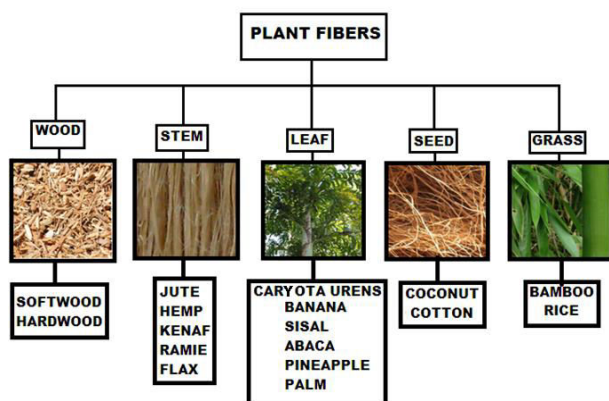 PLANT FIBERS
WOOD
STEM
LEAF
SEED
GRASS
SOFTWOOD
HARDWOOD
JUTE
HEMP
KENAF
RAMIE
FLAX
CARYOTA URENS
BANANA
SISAL
ABACA
PINEAPPLE
PALM
COCONUT
COTTON
BAMBOO
RICE